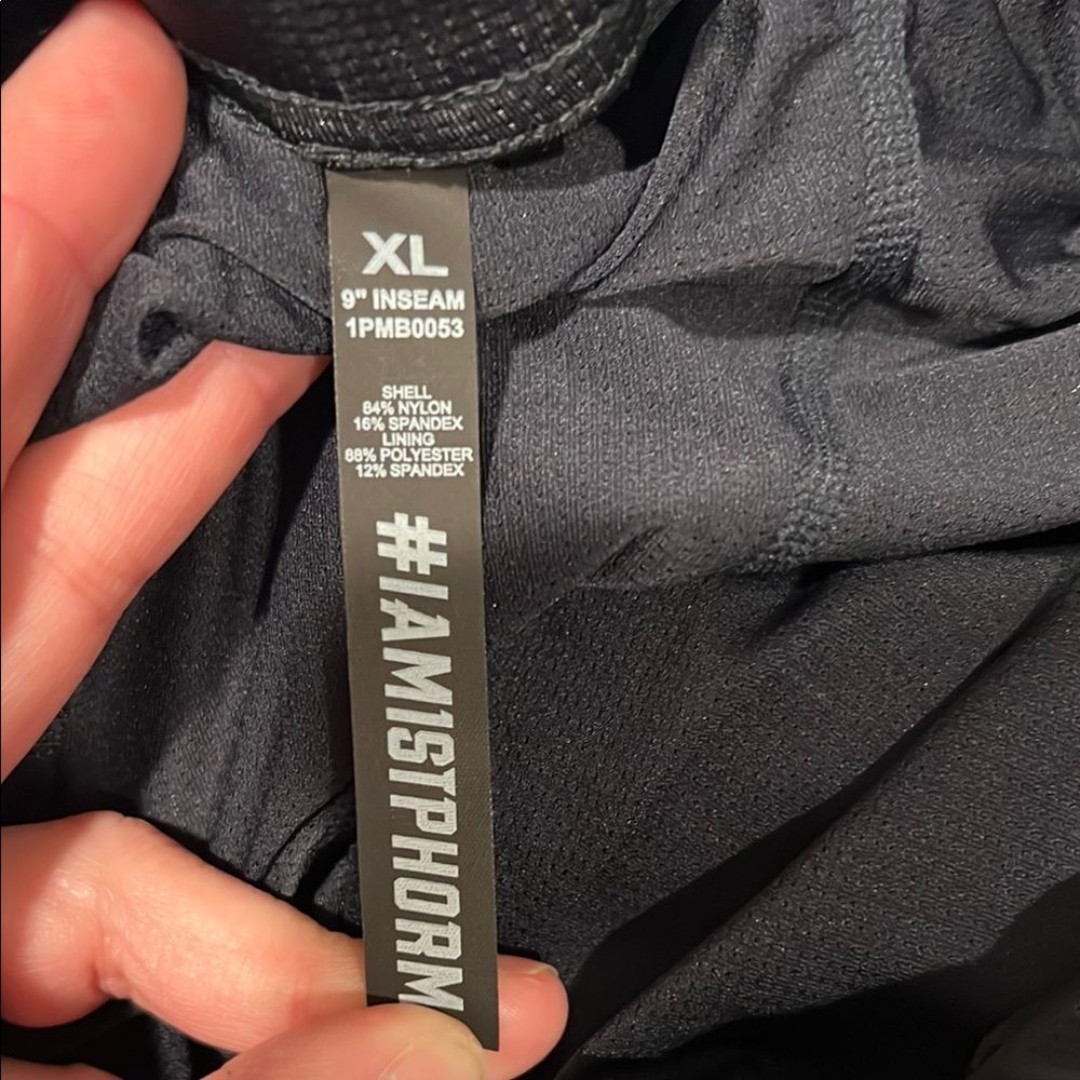 XL
9" INSEAM
1PMB0053
SHELL
84% NYLON
16% SPANDEX
LINING
88% POLYESTER
12% SPANDEX
#IAM1STPHORM